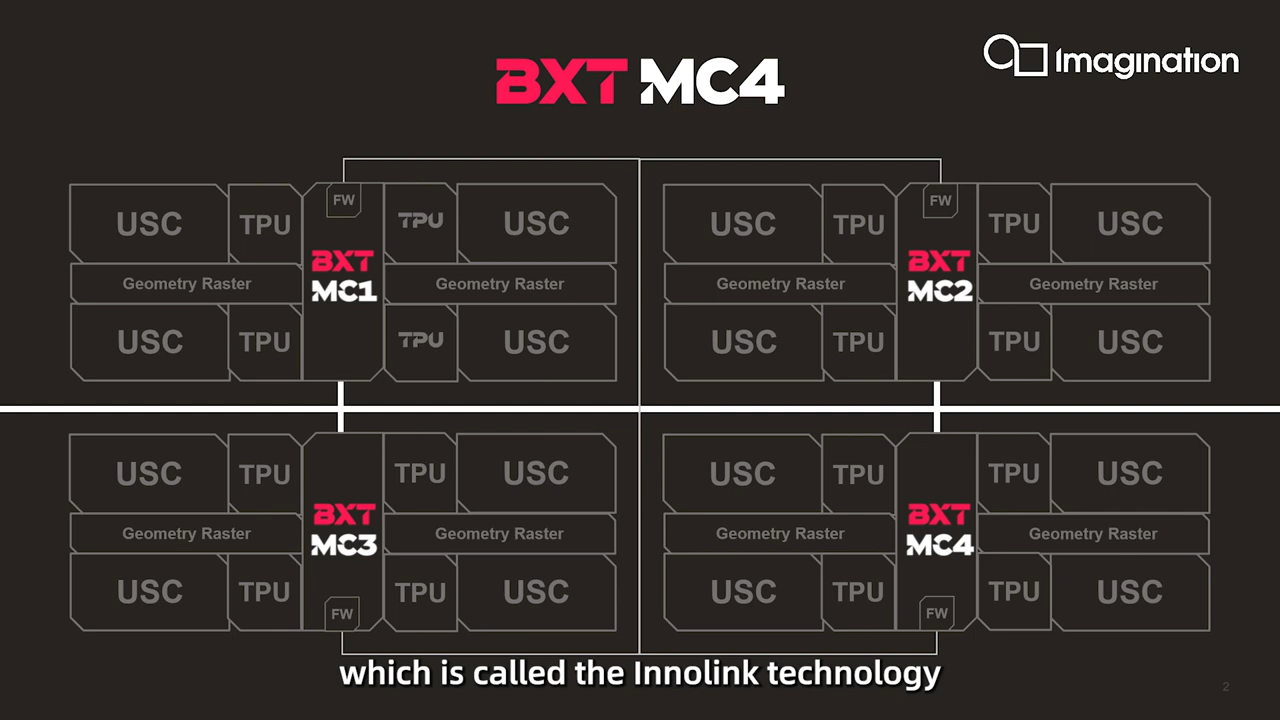 BXT MC4
Imagination
USC TPU FW TPU USC
BXT
MC1
Geometry Raster Geometry Raster
USC TPU TPU USC
USC TPU FW TPU USC
BXT
MC2
Geometry Raster Geometry Raster
USC TPU TPU USC
USC TPU TPU USC
BXT
MC3
Geometry Raster Geometry Raster
USC TPU FW TPU USC
USC TPU TPU USC
BXT
MC4
Geometry Raster Geometry Raster
USC TPU FW TPU USC
which is called the Innolink technology
2